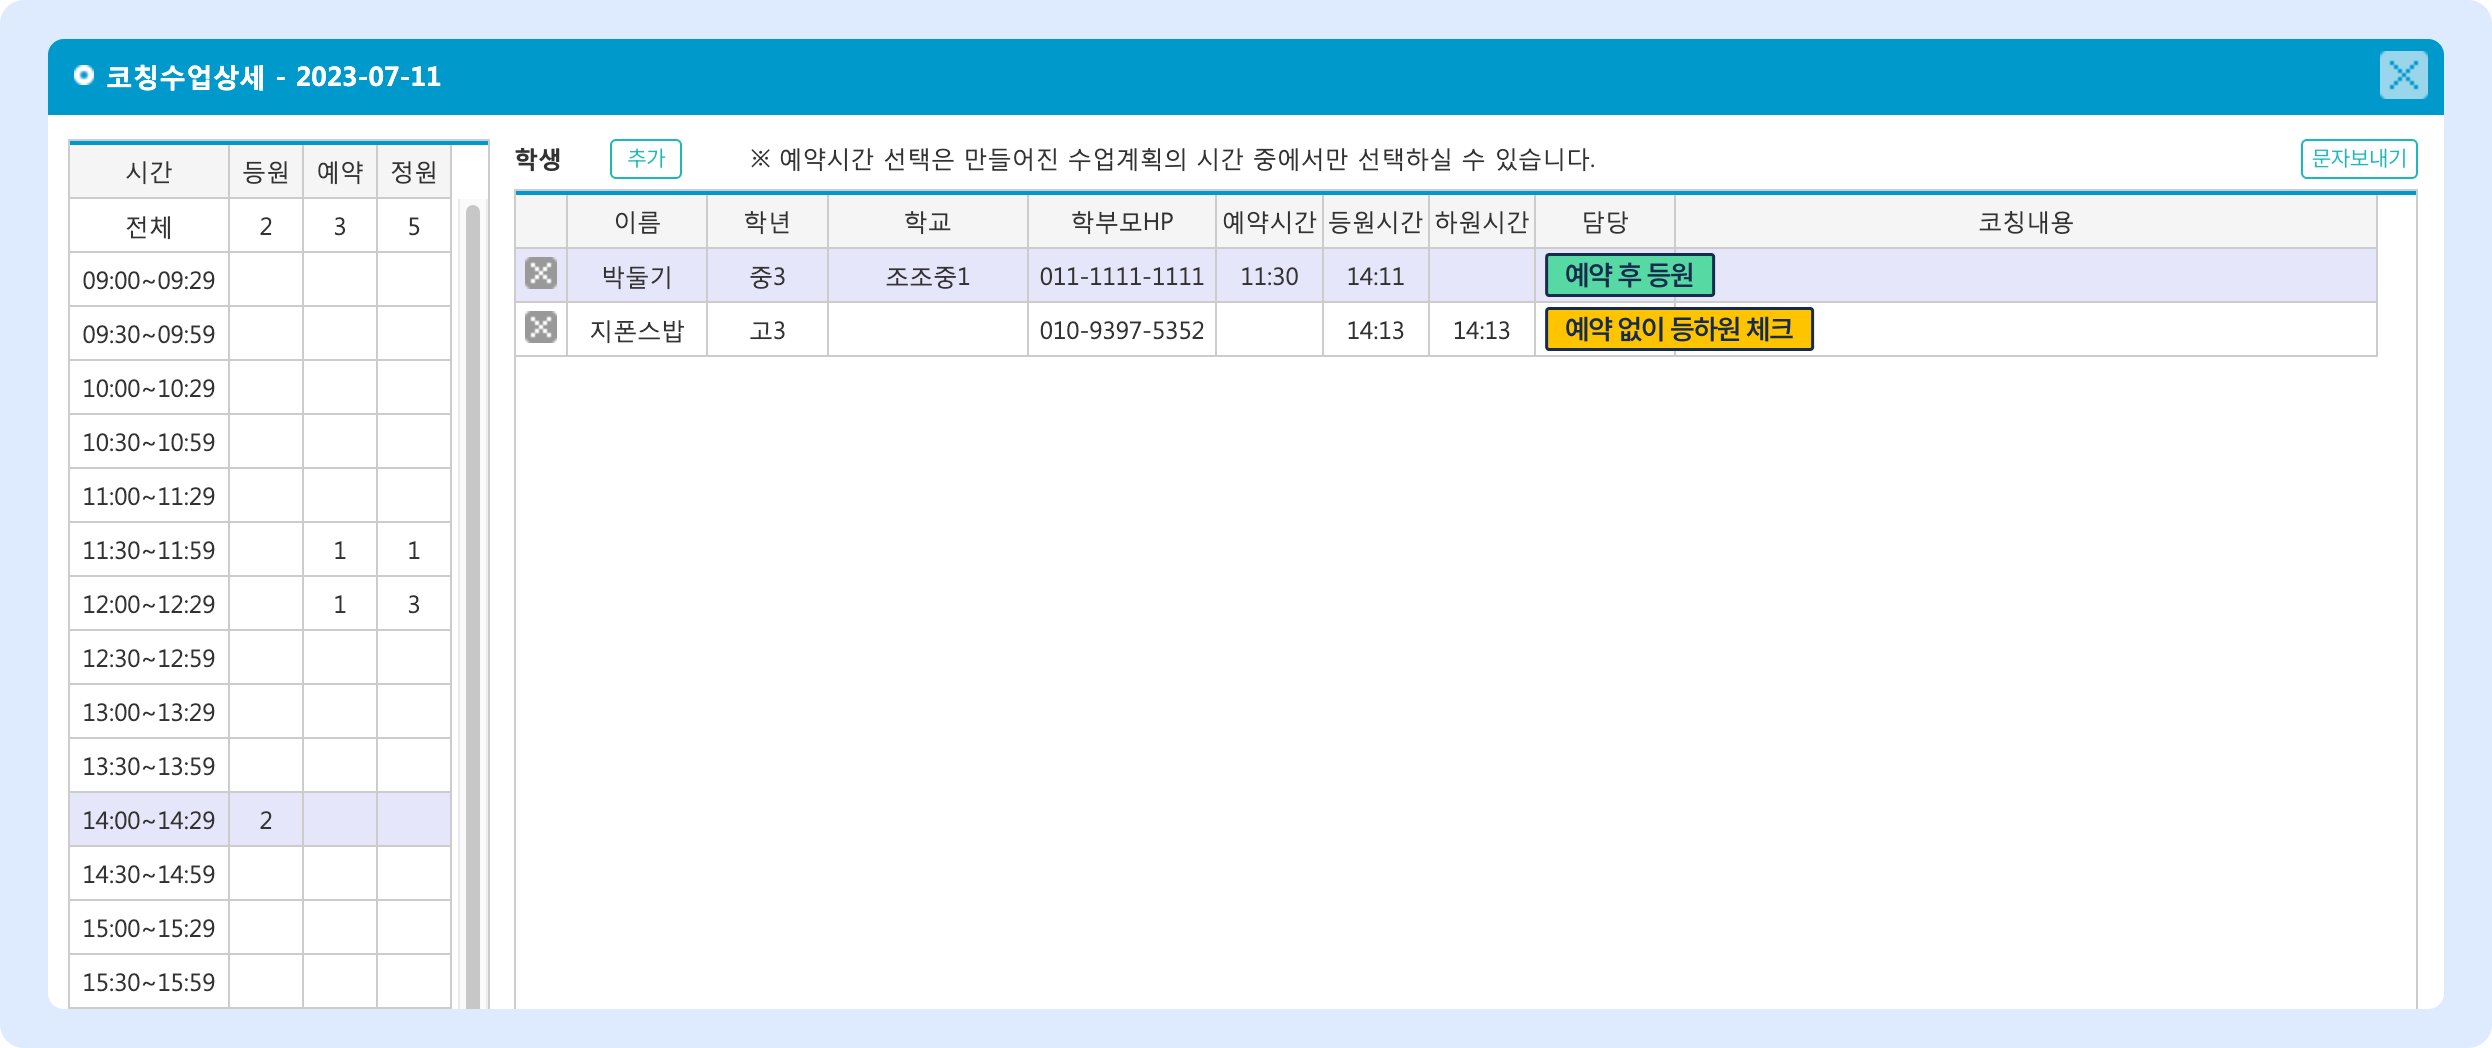 코칭수업상세 - 2023-07-11
시간 등원 예약 정원
전체 2 3 5
09:00~09:29
09:30~09:59
10:00~10:29
10:30~10:59
11:00~11:29
11:30~11:59 1 1
12:00~12:29 1 3
12:30~12:59
13:00~13:29
13:30~13:59
14:00~14:29 2
14:30~14:59
15:00~15:29
15:30~15:59
학생 추가 ※ 예약시간 선택은 만들어진 수업계획의 시간 중에서만 선택하실 수 있습니다. 문자보내기
이름 학년 학교 학부모HP 예약시간 등원시간 하원시간 담당 코칭내용
박둘기 중3 조조중1 011-1111-1111 11:30 14:11 예약 후 등원
지폰스밥 고3 010-9397-5352 14:13 14:13 예약 없이 등하원 체크